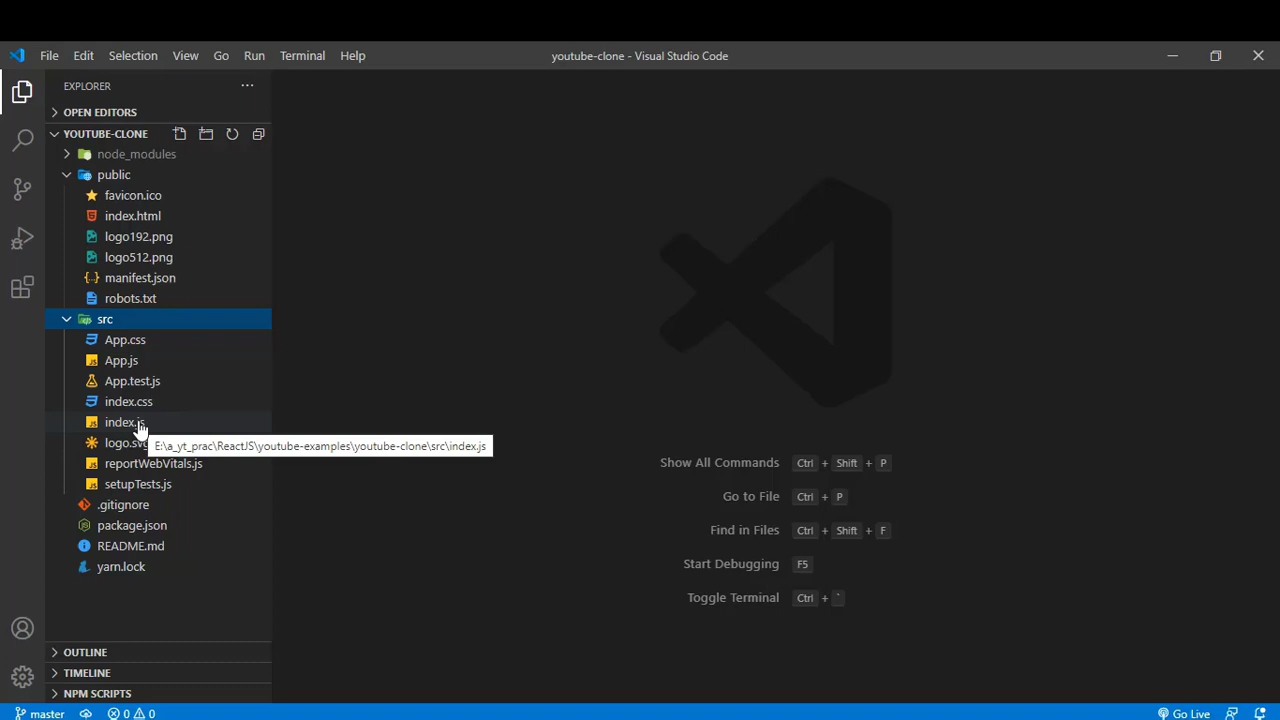 File Edit Selection View Go Run Terminal Help
youtube-clone - Visual Studio Code
EXPLORER
OPEN EDITORS
YOUTUBE-CLONE
node_modules
public
favicon.ico
index.html
logo192.png
logo512.png
manifest.json
robots.txt
src
App.css
App.js
App.test.js
index.css
index.js
E:\a_yt_prac\ReactJS\youtube-examples\youtube-clone\src\index.js
logo.svg
reportWebVitals.js
setupTests.js
.gitignore
package.json
README.md
yarn.lock
OUTLINE
TIMELINE
NPM SCRIPTS
Show All Commands Ctrl + Shift + P
Go to File Ctrl + P
Find in Files Ctrl + Shift + F
Start Debugging F5
Toggle Terminal Ctrl + `
master 0 0
Go Live